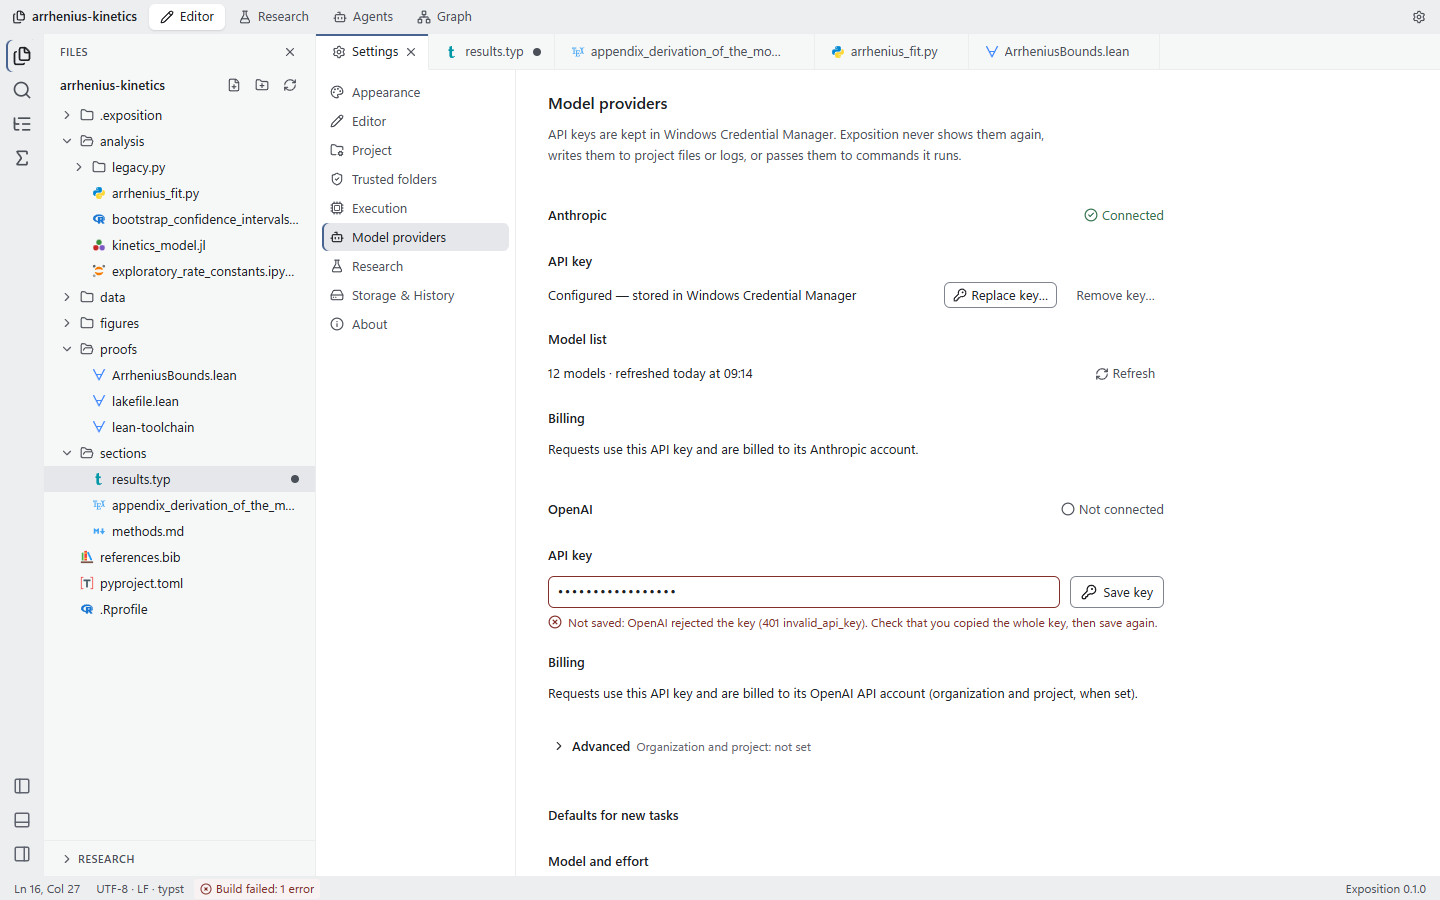 arrhenius-kinetics
Editor
Research
Agents
Graph
FILES
arrhenius-kinetics
.exposition
analysis
legacy.py
arrhenius_fit.py
bootstrap_confidence_intervals...
kinetics_model.jl
exploratory_rate_constants.ipy...
data
figures
proofs
ArrheniusBounds.lean
lakefile.lean
lean-toolchain
sections
results.typ
appendix_derivation_of_the_m...
methods.md
references.bib
pyproject.toml
.Rprofile
RESEARCH
Settings
results.typ
appendix_derivation_of_the_mo...
arrhenius_fit.py
ArrheniusBounds.lean
Appearance
Editor
Project
Trusted folders
Execution
Model providers
Research
Storage & History
About
Model providers
API keys are kept in Windows Credential Manager. Exposition never shows them again,
writes them to project files or logs, or passes them to commands it runs.
Anthropic
Connected
API key
Configured — stored in Windows Credential Manager
Replace key...
Remove key...
Model list
12 models · refreshed today at 09:14
Refresh
Billing
Requests use this API key and are billed to its Anthropic account.
OpenAI
Not connected
API key
•••••••••••••••••
Save key
Not saved: OpenAI rejected the key (401 invalid_api_key). Check that you copied the whole key, then save again.
Billing
Requests use this API key and are billed to its OpenAI API account (organization and project, when set).
Advanced Organization and project: not set
Defaults for new tasks
Model and effort
Ln 16, Col 27
UTF-8 · LF · typst
Build failed: 1 error
Exposition 0.1.0